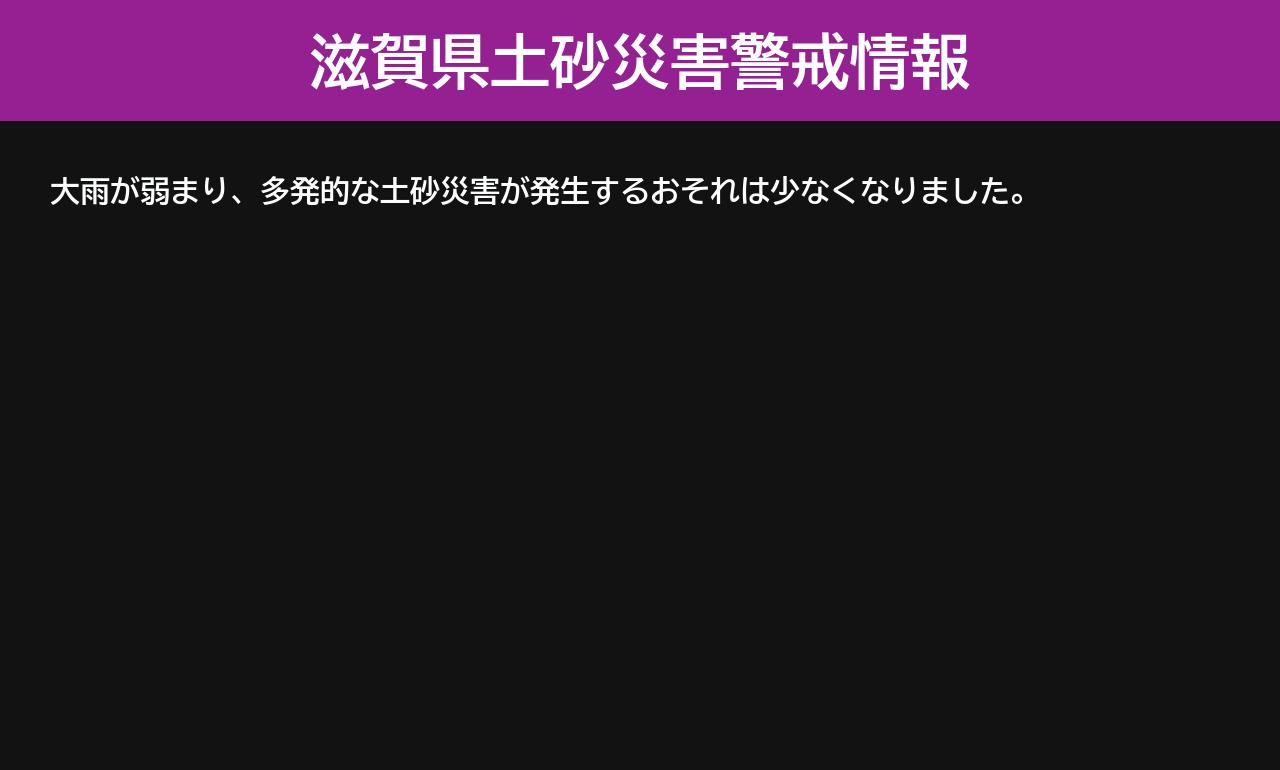 滋賀県土砂災害警戒情報
大雨が弱まり、多発的な土砂災害が発生するおそれは少なくなりました。